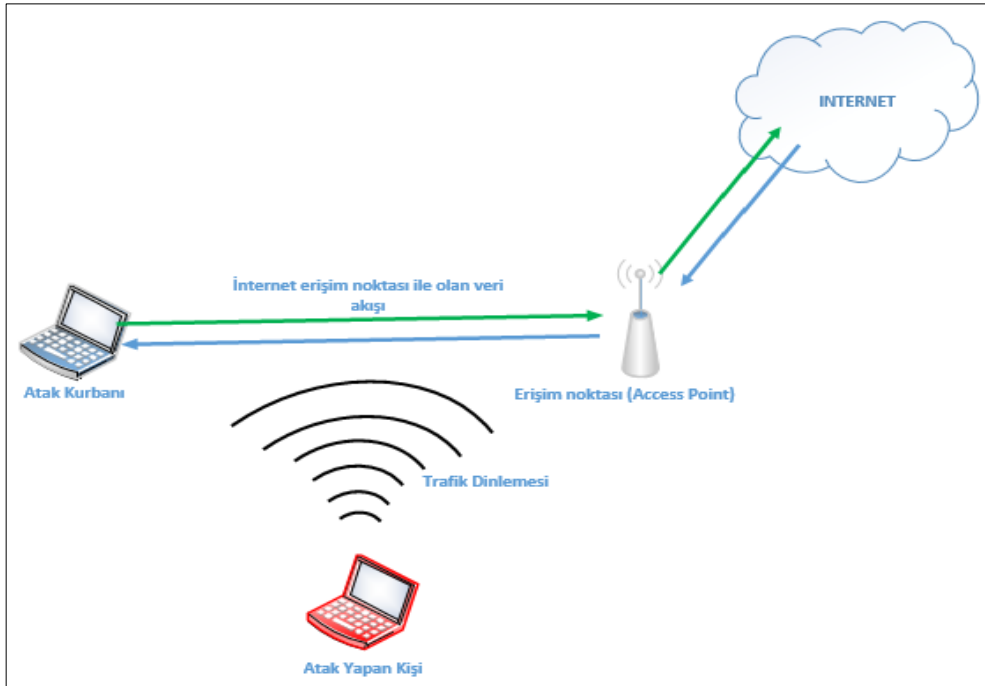 INTERNET
İnternet erişim noktası ile olan veri
akışı
Atak Kurbanı
Erişim noktası (Access Point)
Trafik Dinlemesi
Atak Yapan Kişi